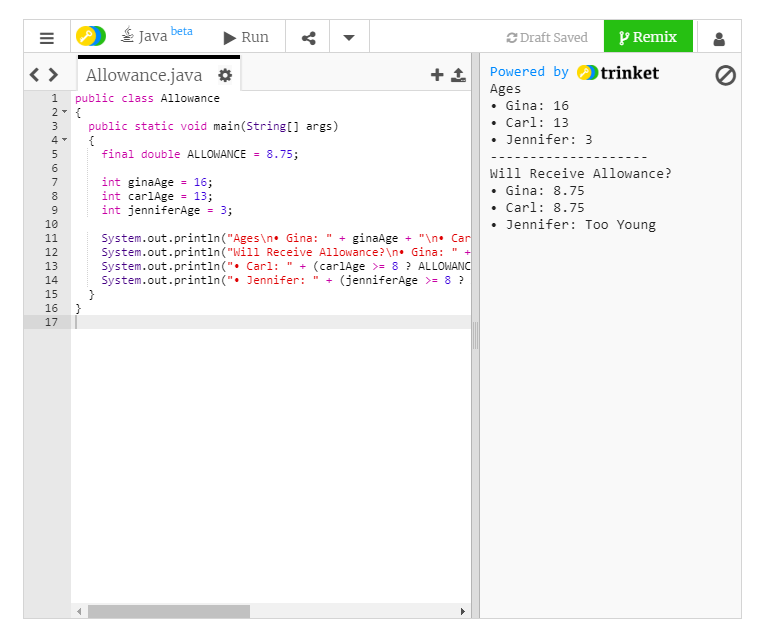 Java beta
Run
Draft Saved
Remix
Allowance.java
Powered by trinket
1 public class Allowance
2 {
3 public static void main(String[] args)
4 {
5 final double ALLOWANCE = 8.75;
6
7 int ginaAge = 16;
8 int carlAge = 13;
9 int jenniferAge = 3;
10
11 System.out.println("Ages\n• Gina: " + ginaAge + "\n• Car
12 System.out.println("Will Receive Allowance?\n• Gina: " +
13 System.out.println("• Carl: " + (carlAge >= 8 ? ALLOWANC
14 System.out.println("• Jennifer: " + (jenniferAge >= 8 ?
15 }
16 }
17
Ages
• Gina: 16
• Carl: 13
• Jennifer: 3
--------------------
Will Receive Allowance?
• Gina: 8.75
• Carl: 8.75
• Jennifer: Too Young